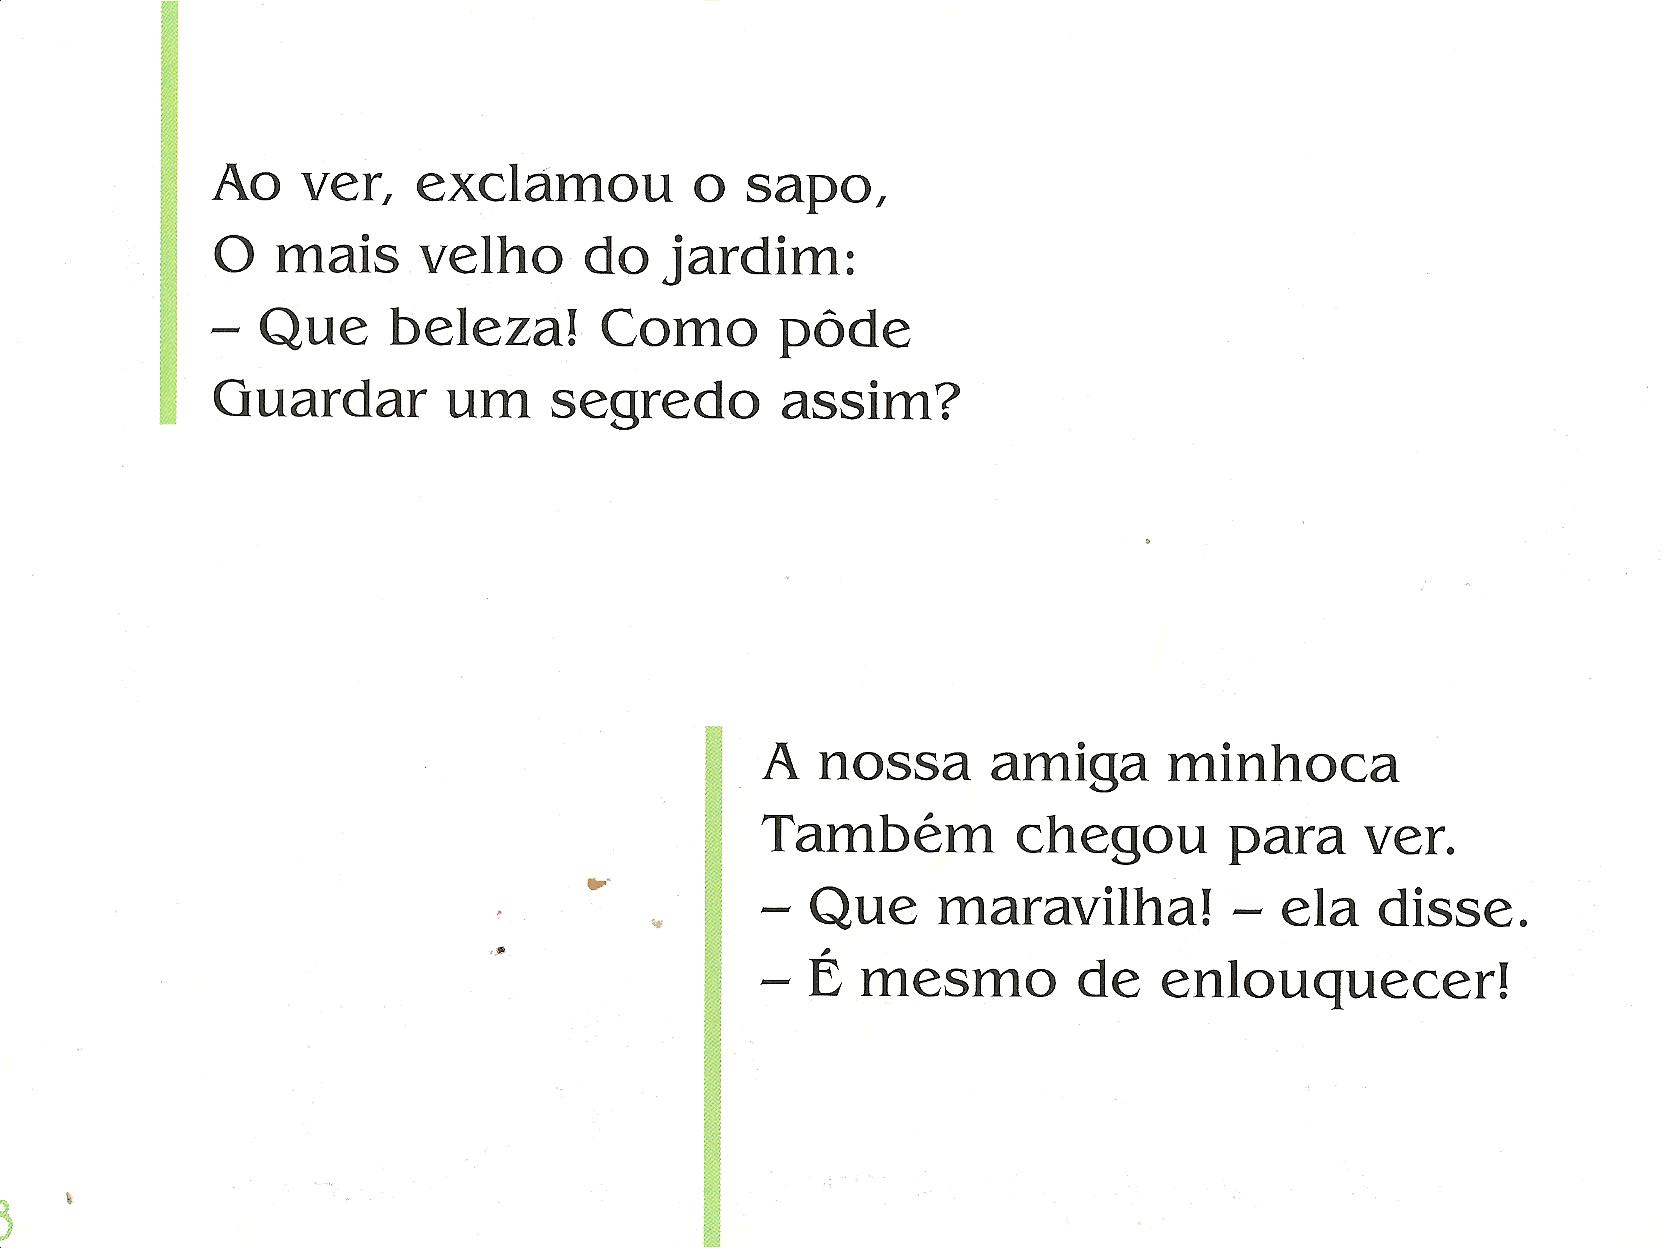 Ao ver, exclamou o sapo,
O mais velho do jardim:
– Que beleza! Como pôde
Guardar um segredo assim?
A nossa amiga minhoca
Também chegou para ver.
– Que maravilha! – ela disse.
– É mesmo de enlouquecer!